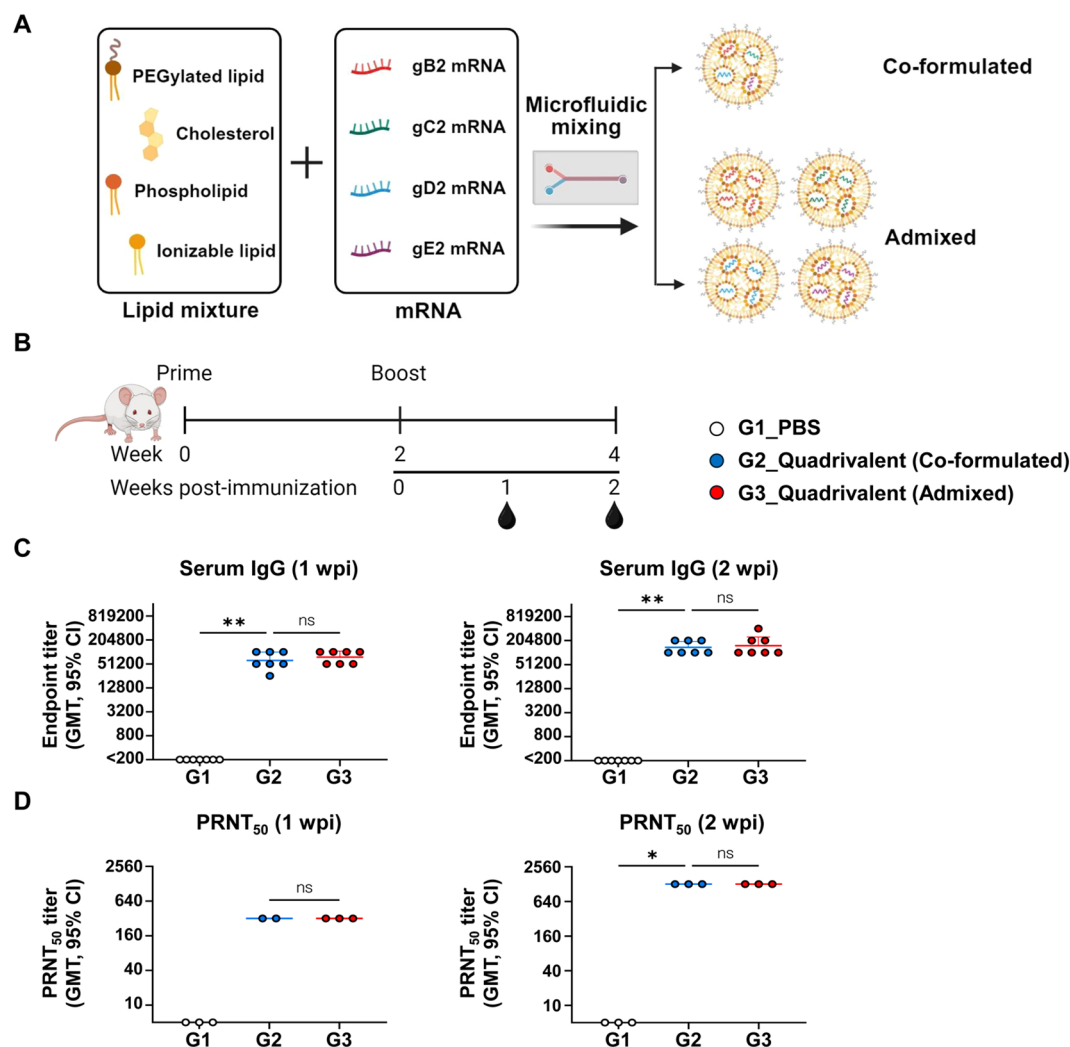 A
PEGylated lipid
Cholesterol
Phospholipid
Ionizable lipid
Lipid mixture
+
gB2 mRNA
gC2 mRNA
gD2 mRNA
gE2 mRNA
mRNA
Microfluidic
mixing
Co-formulated
Admixed
B
Prime
Boost
Week 0 2 4
Weeks post-immunization 0 1 2
G1_PBS
G2_Quadrivalent (Co-formulated)
G3_Quadrivalent (Admixed)
C
Serum IgG (1 wpi)
Endpoint titer
(GMT, 95% CI)
819200
204800
51200
12800
3200
800
<200
** ns
G1 G2 G3
Serum IgG (2 wpi)
Endpoint titer
(GMT, 95% CI)
819200
204800
51200
12800
3200
800
<200
** ns
G1 G2 G3
D
PRNT50 (1 wpi)
PRNT50 titer
(GMT, 95% CI)
2560
640
160
40
10
ns
G1 G2 G3
PRNT50 (2 wpi)
PRNT50 titer
(GMT, 95% CI)
2560
640
160
40
10
* ns
G1 G2 G3